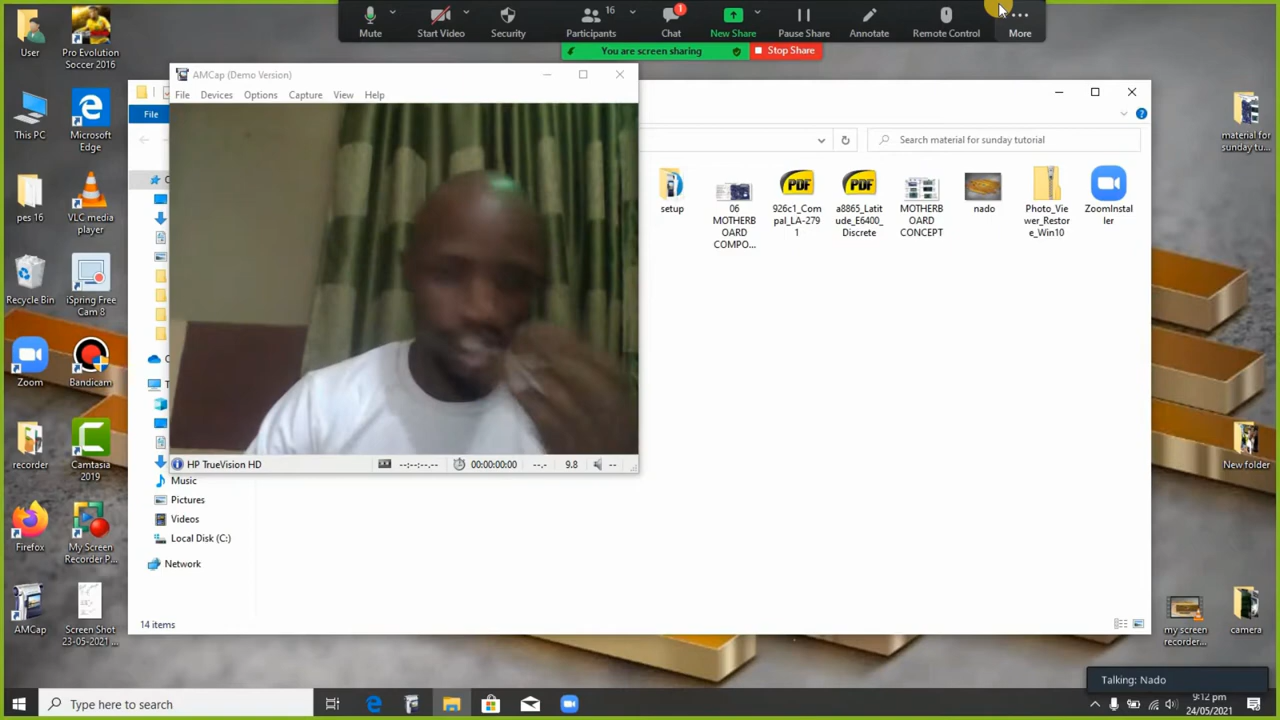 Mute
Start Video
Security
Participants
16
Chat
1
New Share
Pause Share
Annotate
Remote Control
More
You are screen sharing
Stop Share
User
Pro Evolution
Soccer 2016
This PC
Microsoft
Edge
pes 16
VLC media
player
Recycle Bin
iSpring Free
Cam 8
Zoom
Bandicam
recorder
Camtasia
2019
Firefox
My Screen
Recorder P...
AMCap
Screen Shot
23-05-2021 ...
AMCap (Demo Version)
File
Devices
Options
Capture
View
Help
HP TrueVision HD
--:--:--.--
00:00:00:00
--.-
9.8
--
File
Search material for sunday tutorial
setup
06
MOTHERB
OARD
COMPO...
PDF
926c1_Com
pal_LA-279
1
PDF
a8865_Latit
ude_E6400_
Discrete
MOTHERB
OARD
CONCEPT
nado
Photo_Vie
wer_Restor
e_Win10
ZoomInstal
ler
Music
Pictures
Videos
Local Disk (C:)
Network
14 items
material for
sunday tu...
New folder
my screen
recorder...
camera
Talking: Nado
Type here to search
9:12 pm
24/05/2021